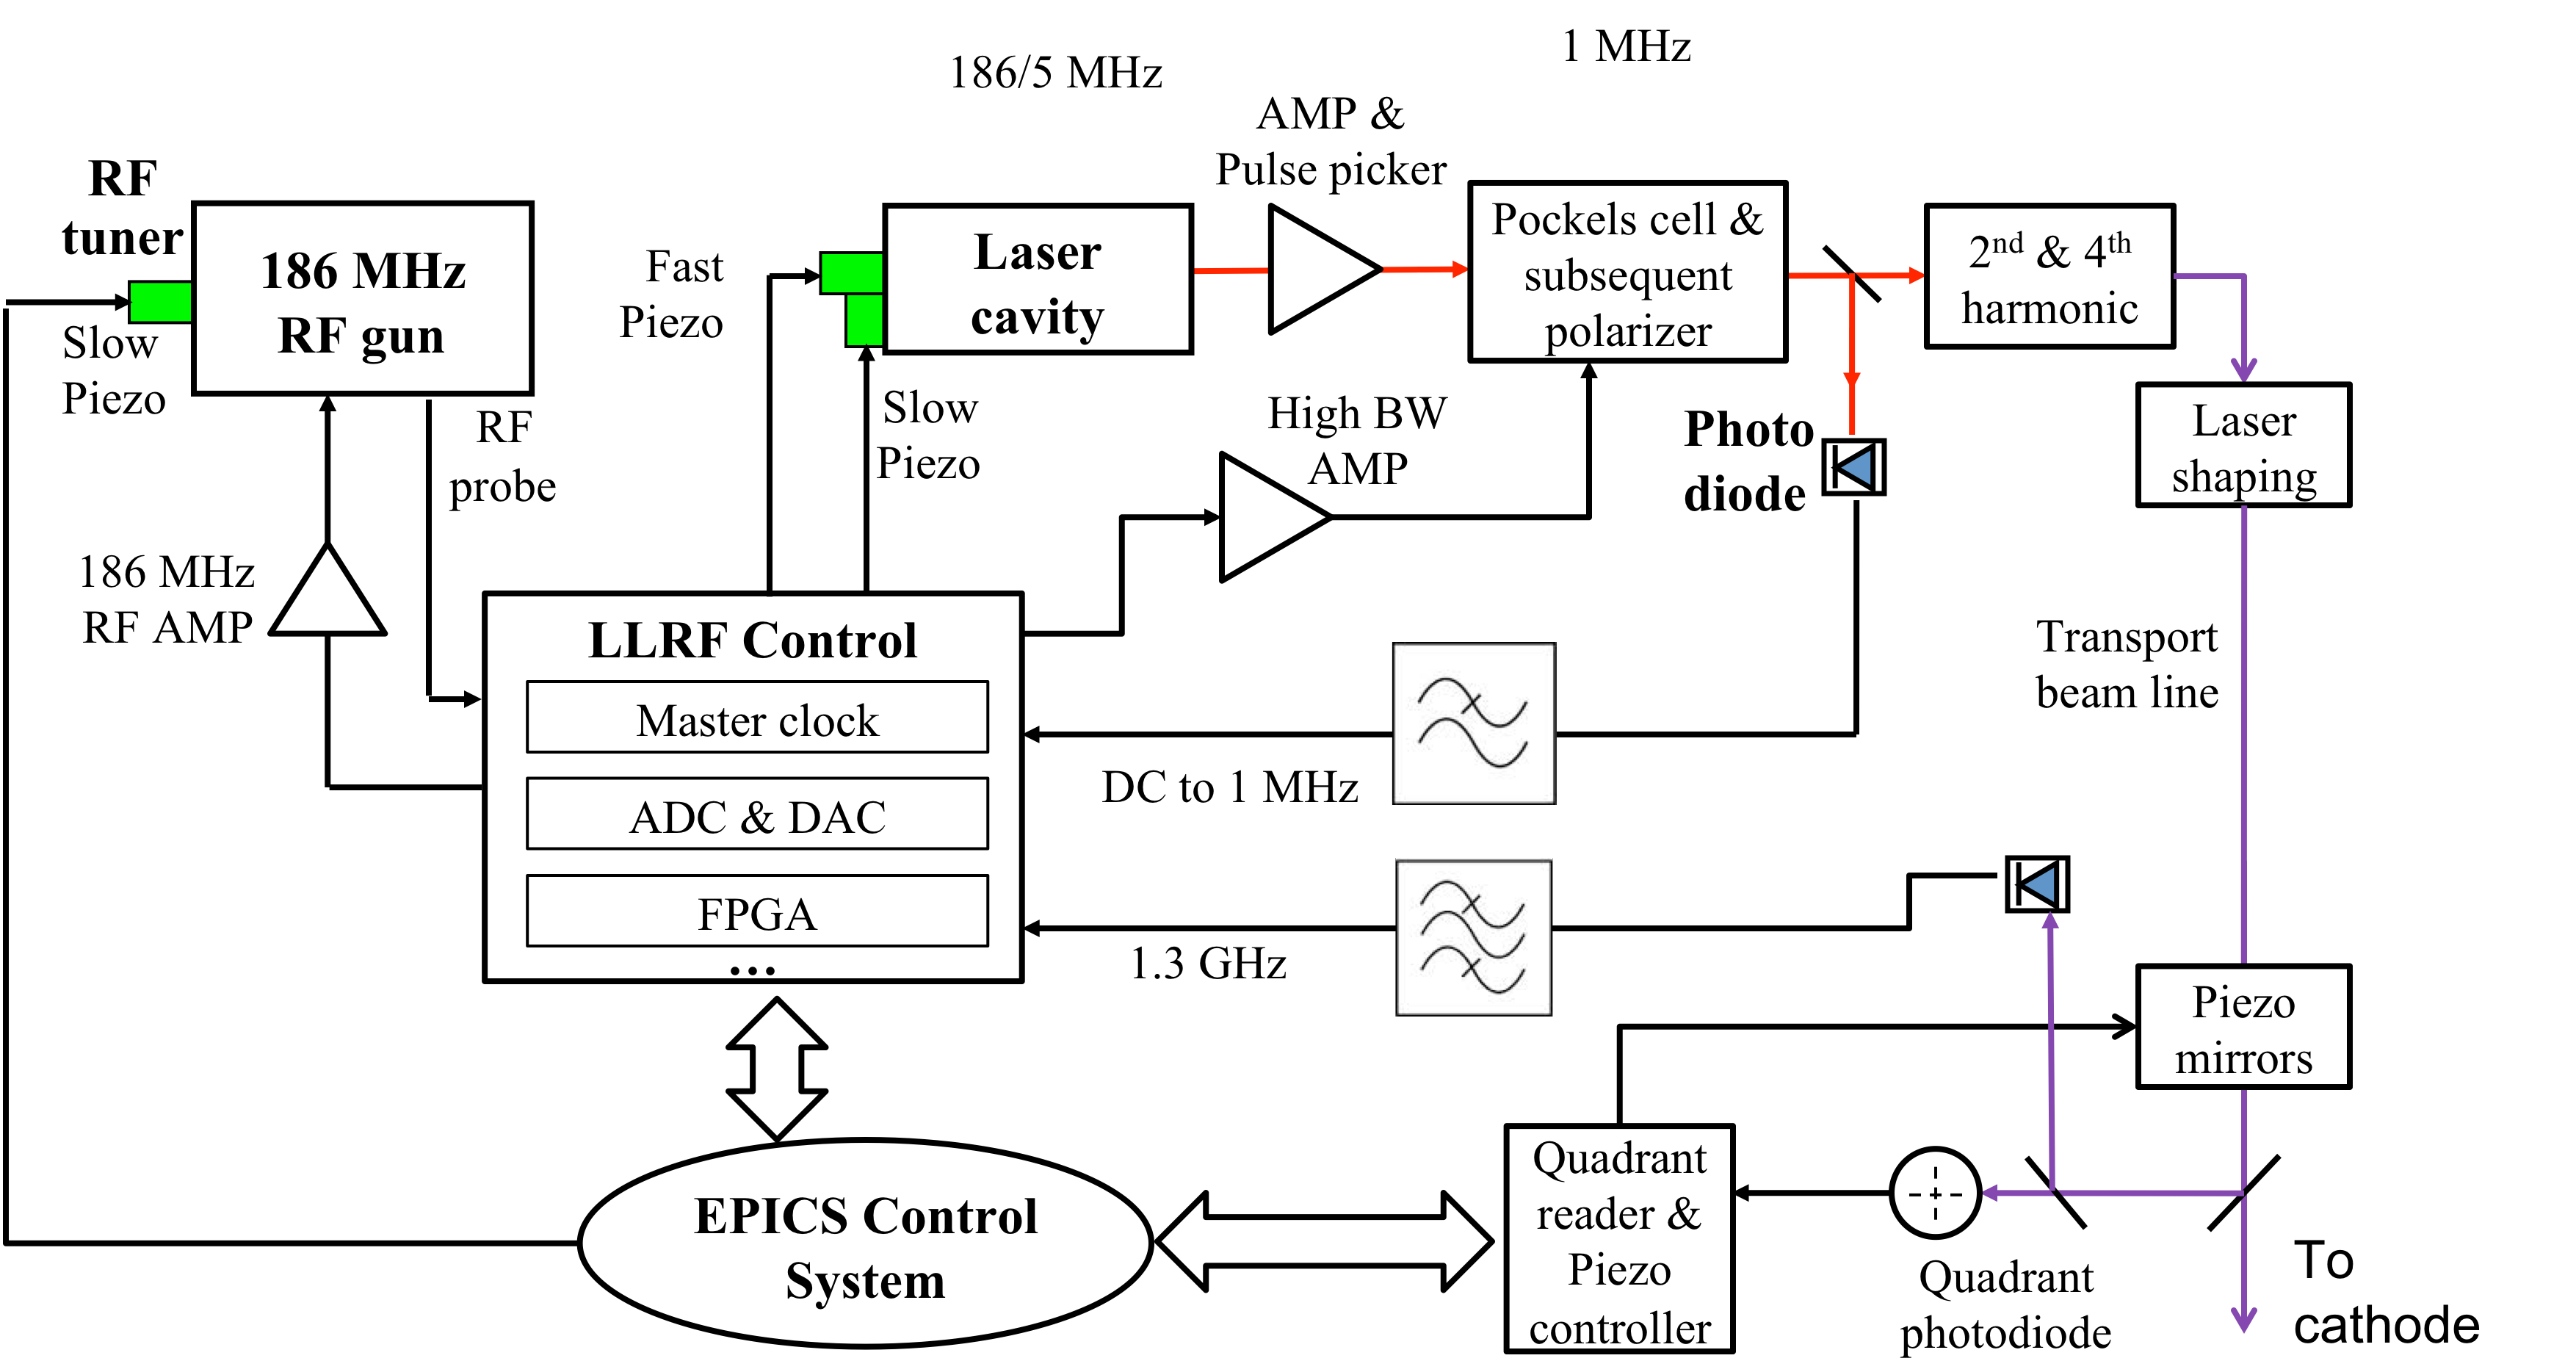 1 MHz
186/5 MHz
AMP &
Pulse picker
RF
tuner
186 MHz
RF gun
Slow
Piezo
Fast
Piezo
Laser
cavity
Pockels cell &
subsequent
polarizer
2nd & 4th
harmonic
RF
probe
Slow
Piezo
High BW
AMP
Photo
diode
Laser
shaping
186 MHz
RF AMP
LLRF Control
Master clock
ADC & DAC
FPGA
...
DC to 1 MHz
1.3 GHz
Transport
beam line
Piezo
mirrors
EPICS Control
System
Quadrant
reader &
Piezo
controller
Quadrant
photodiode
To
cathode